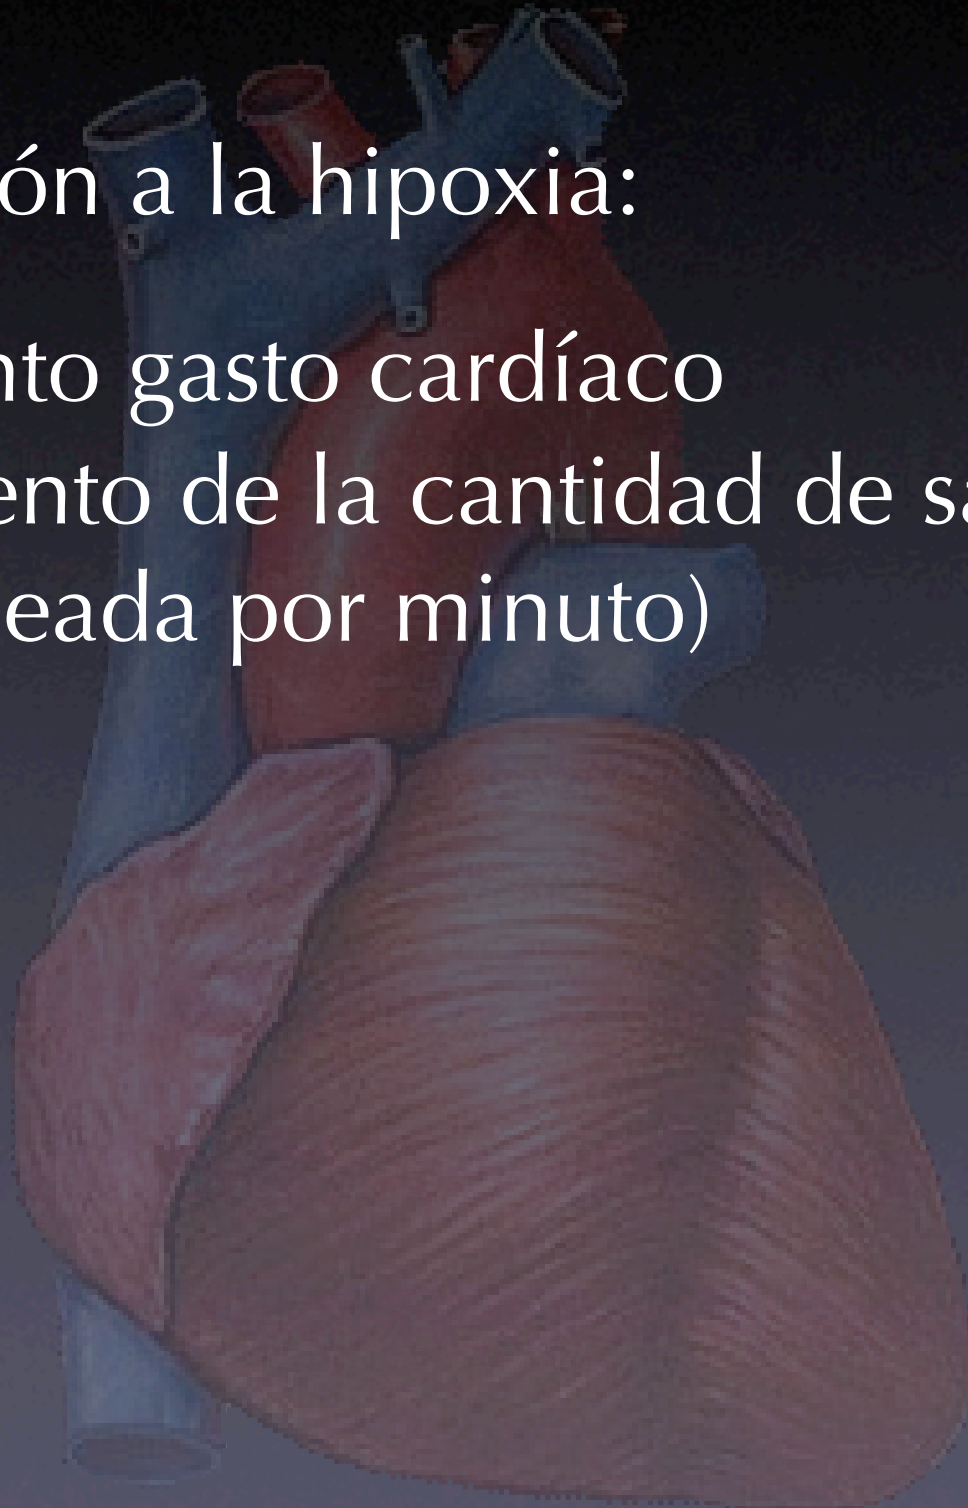 ón a la hipoxia:
nto gasto cardíaco
ento de la cantidad de sa
eada por minuto)